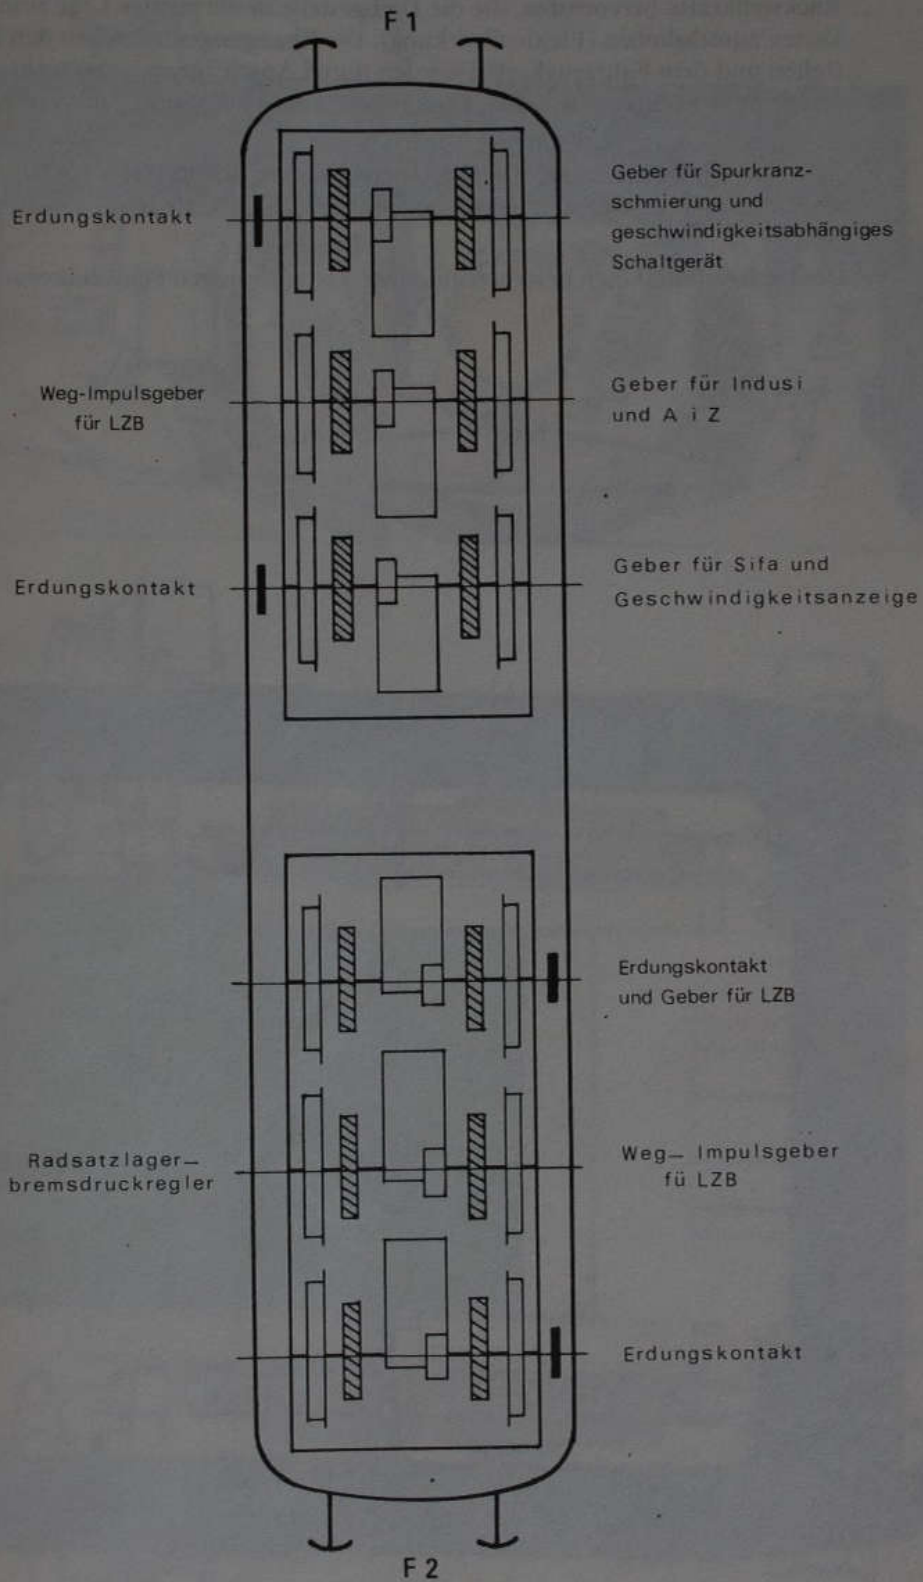 F 1
Erdungskontakt
Geber für Spurkranz-
schmierung und
geschwindigkeitsabhängiges
Schaltgerät
Weg-Impulsgeber
für LZB
Geber für Indusi
und A i Z
Erdungskontakt
Geber für Sifa und
Geschwindigkeitsanzeige
Erdungskontakt
und Geber für LZB
Radsatzlager—
bremsdruckregler
Weg— Impulsgeber
fü LZB
Erdungskontakt
F 2